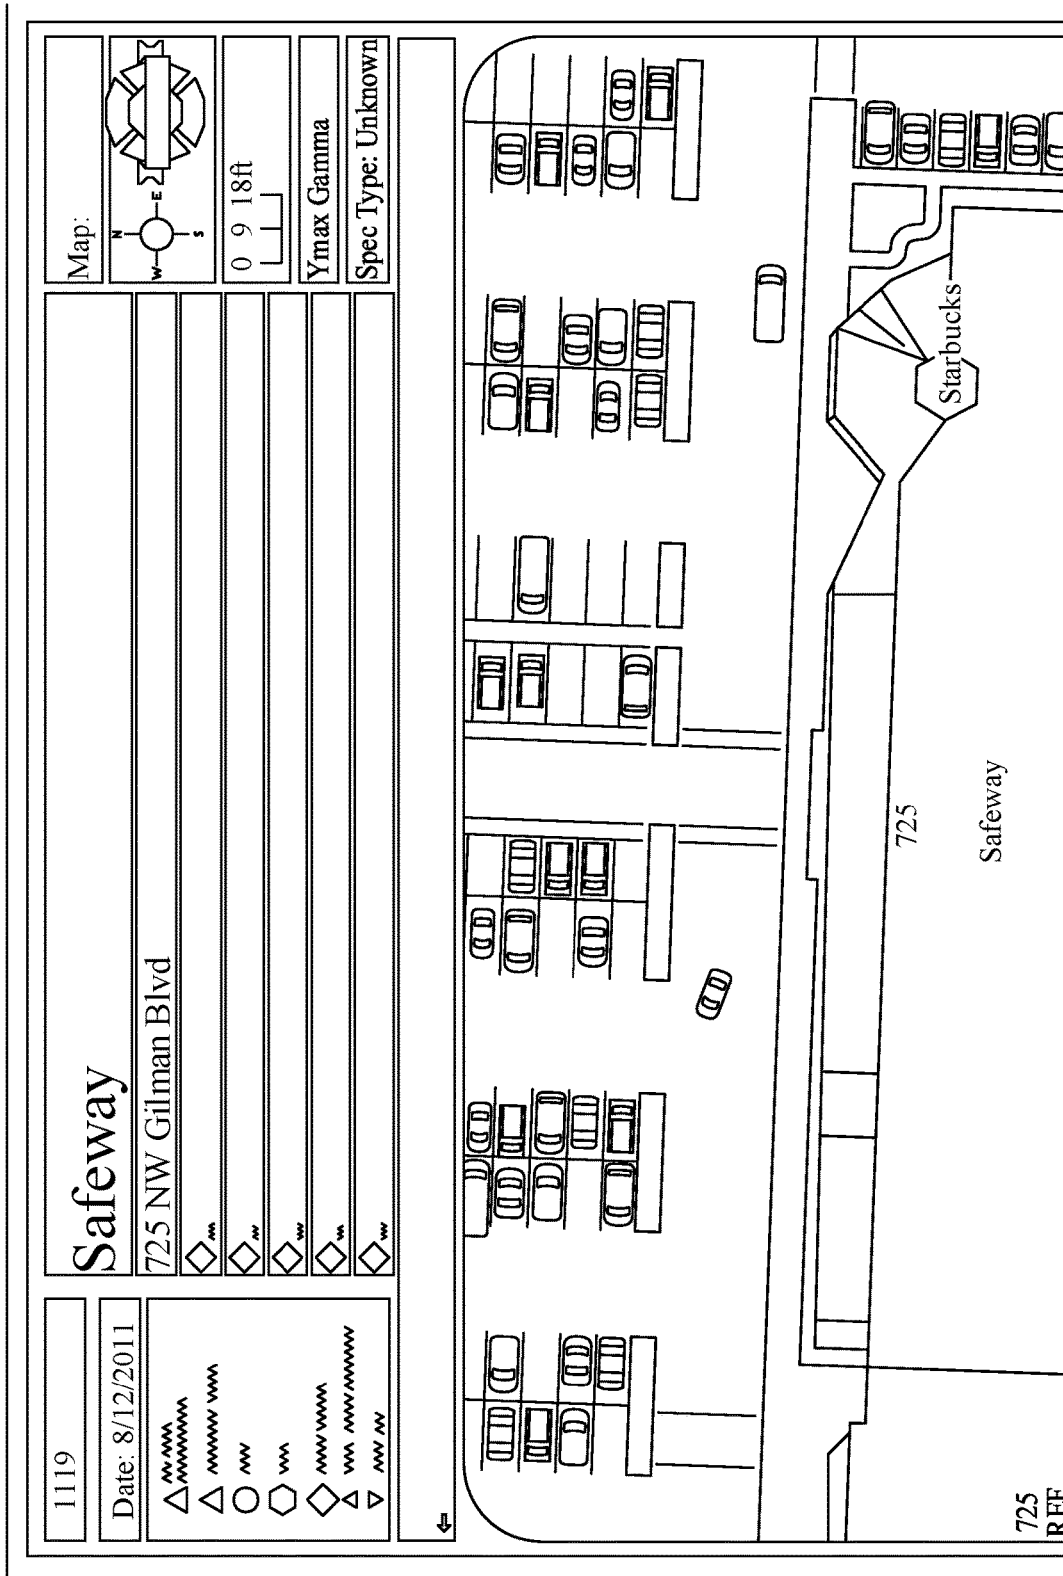 1119
Safeway
Map:
Date: 8/12/2011
725 NW Gilman Blvd
N
W
E
S
0 9 18ft
Ymax Gamma
Spec Type: Unknown
725
Safeway
Starbucks
725